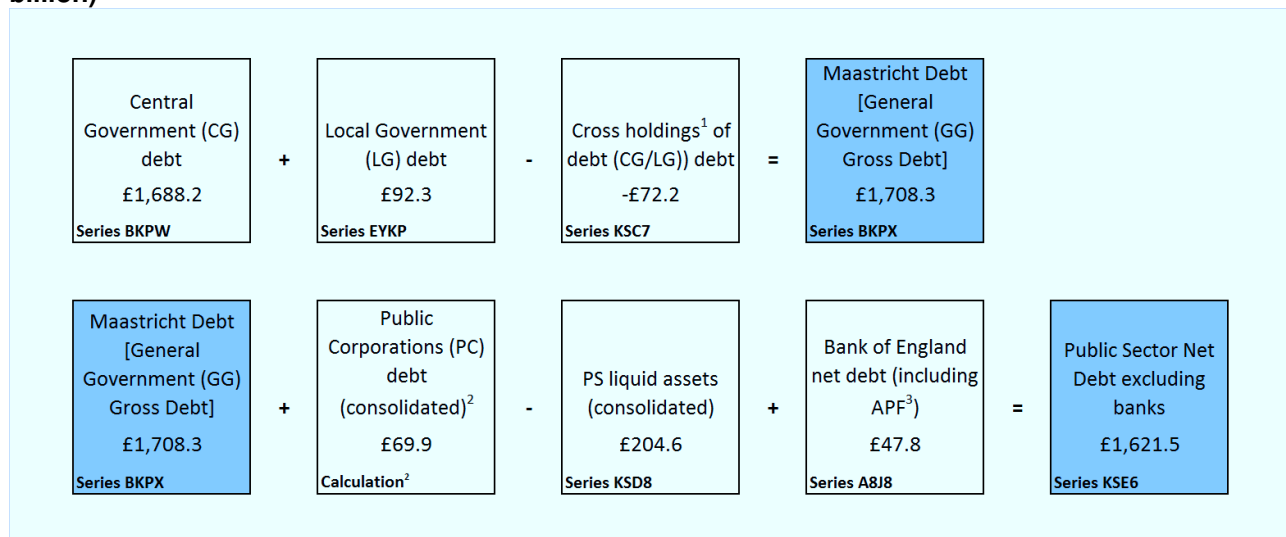 billion)
Central
Government (CG)
debt
£1,688.2
Series BKPW
+
Local Government
(LG) debt
£92.3
Series EYKP
-
Cross holdings¹ of
debt (CG/LG)) debt
-£72.2
Series KSC7
=
Maastricht Debt
[General
Government (GG)
Gross Debt]
£1,708.3
Series BKPX
Maastricht Debt
[General
Government (GG)
Gross Debt]
£1,708.3
Series BKPX
+
Public
Corporations (PC)
debt
(consolidated)²
£69.9
Calculation²
-
PS liquid assets
(consolidated)
£204.6
Series KSD8
+
Bank of England
net debt (including
APF³)
£47.8
Series A8J8
=
Public Sector Net
Debt excluding
banks
£1,621.5
Series KSE6